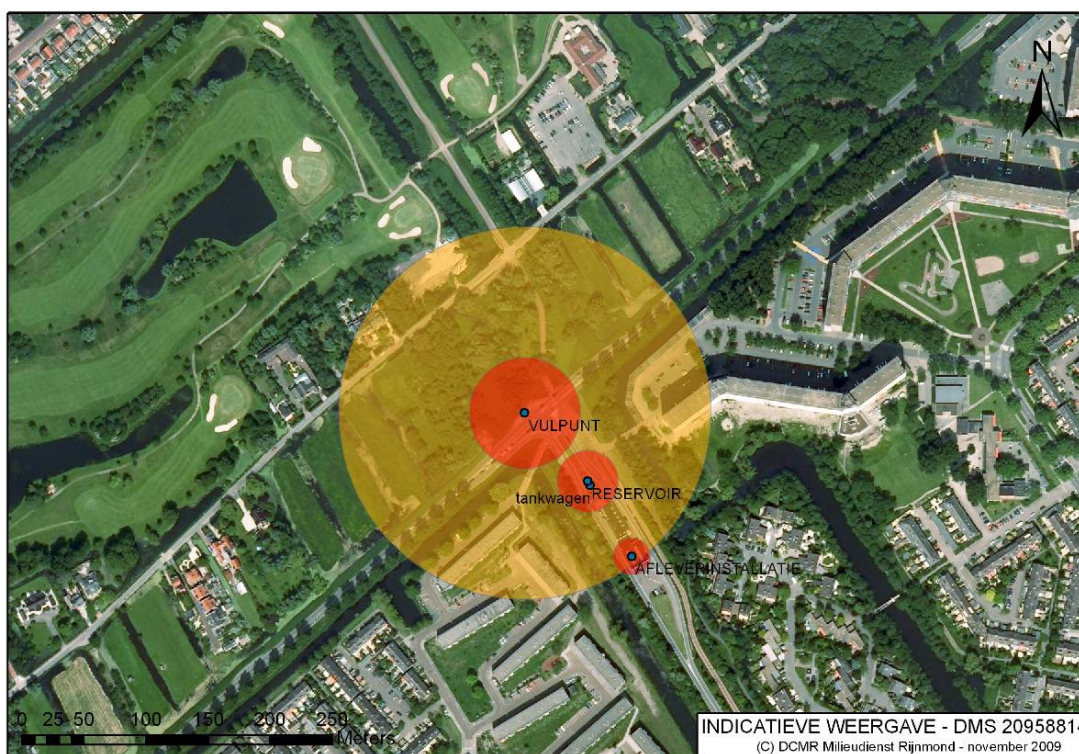 N
VULPUNT
tankwagen RESERVOIR
AFLEVERINSTALLATIE
0 25 50 100 150 200 250
Meters
INDICATIEVE WEERGAVE - DMS 20958814
(C) DCMR Milieudienst Rijnmond - november 2009